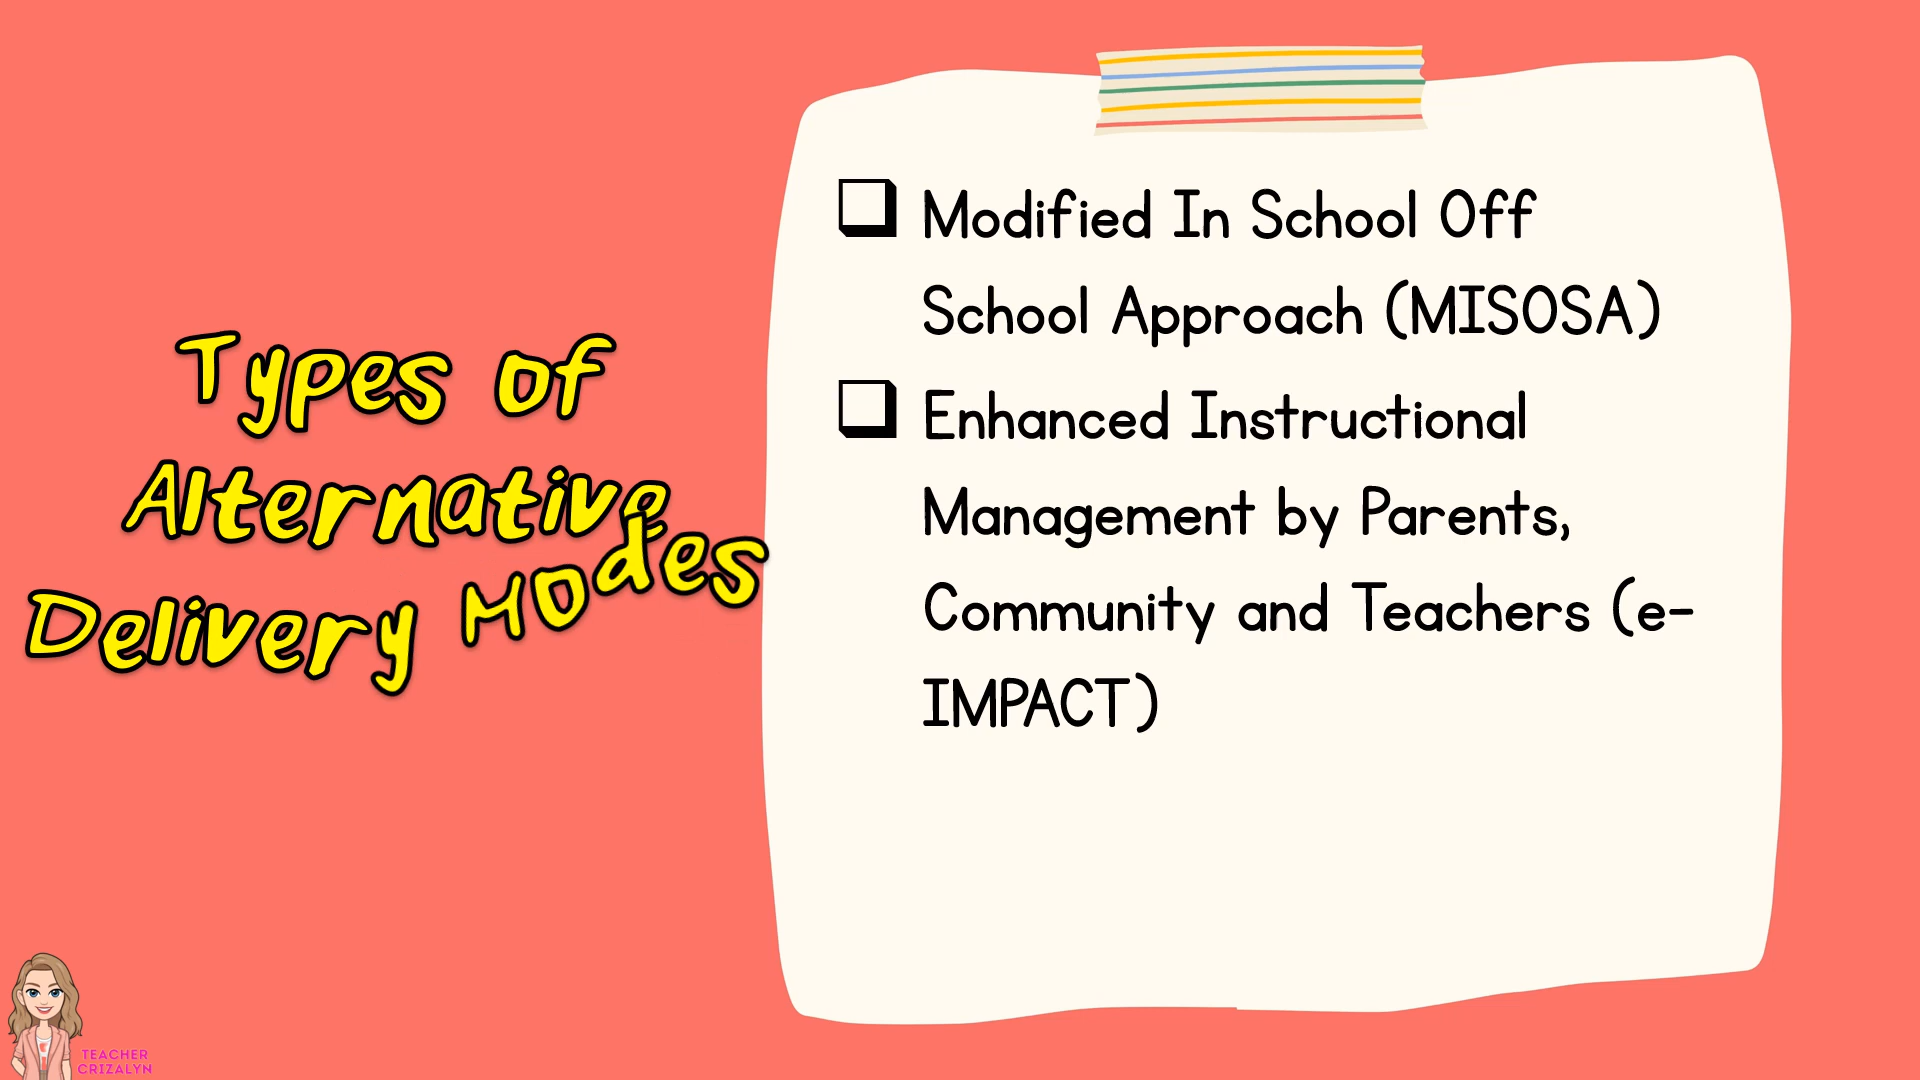 Types of
Alternative
Delivery Modes
Modified In School Off
School Approach (MISOSA)
Enhanced Instructional
Management by Parents,
Community and Teachers (e-
IMPACT)
TEACHER
CRIZALYN